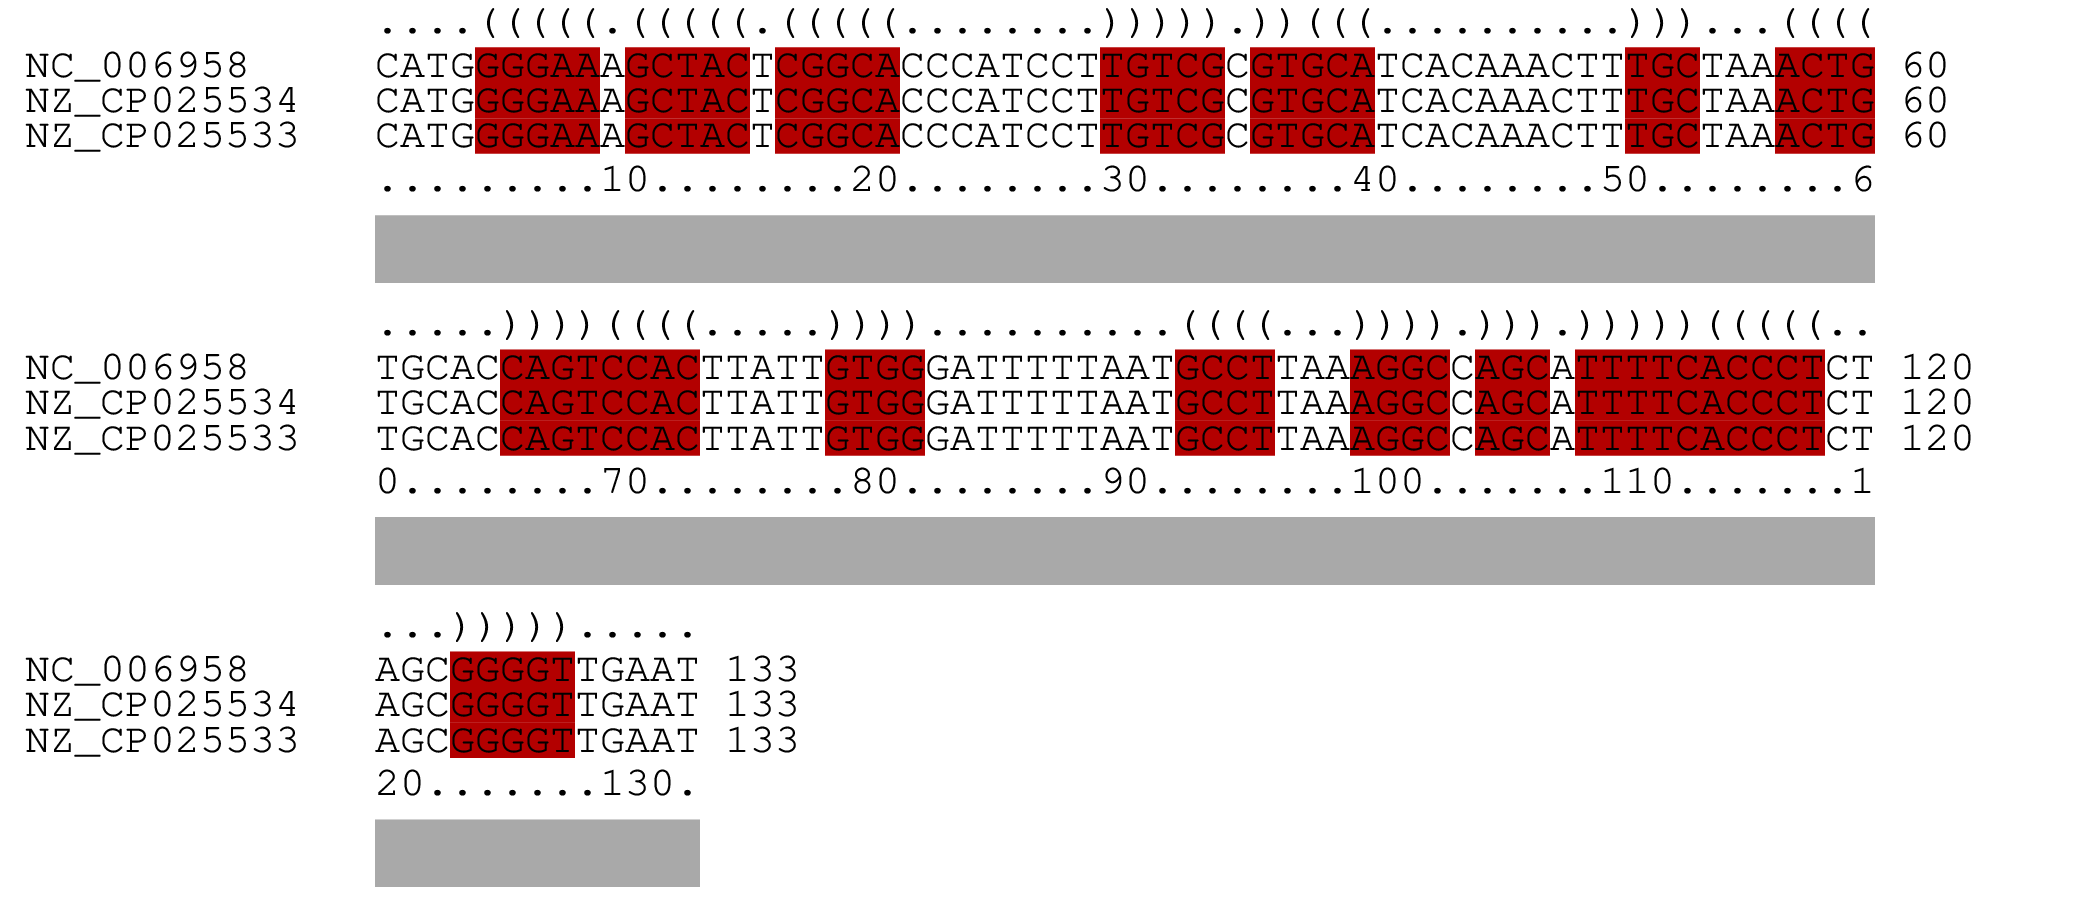 ....(((((.(((((.(((((........))))).))(((..........)))...((((
NC_006958 CATGGGGAAAGCTACTCGGCACCCATCCTTGTCGCGTGCATCACAAACTTTGCTAAACTG 60
NZ_CP025534 CATGGGGAAAGCTACTCGGCACCCATCCTTGTCGCGTGCATCACAAACTTTGCTAAACTG 60
NZ_CP025533 CATGGGGAAAGCTACTCGGCACCCATCCTTGTCGCGTGCATCACAAACTTTGCTAAACTG 60
.........10........20........30........40........50........6
.....))))((((.....))))..........((((...)))).))).)))))(((((..
NC_006958 TGCACCAGTCCACTTATTGTGGGATTTTTAATGCCTTAAAGGCCAGCATTTTCACCCTCT 120
NZ_CP025534 TGCACCAGTCCACTTATTGTGGGATTTTTAATGCCTTAAAGGCCAGCATTTTCACCCTCT 120
NZ_CP025533 TGCACCAGTCCACTTATTGTGGGATTTTTAATGCCTTAAAGGCCAGCATTTTCACCCTCT 120
0........70........80........90........100.......110.......1
...))))).....
NC_006958 AGCGGGGTTGAAT 133
NZ_CP025534 AGCGGGGTTGAAT 133
NZ_CP025533 AGCGGGGTTGAAT 133
20.......130.